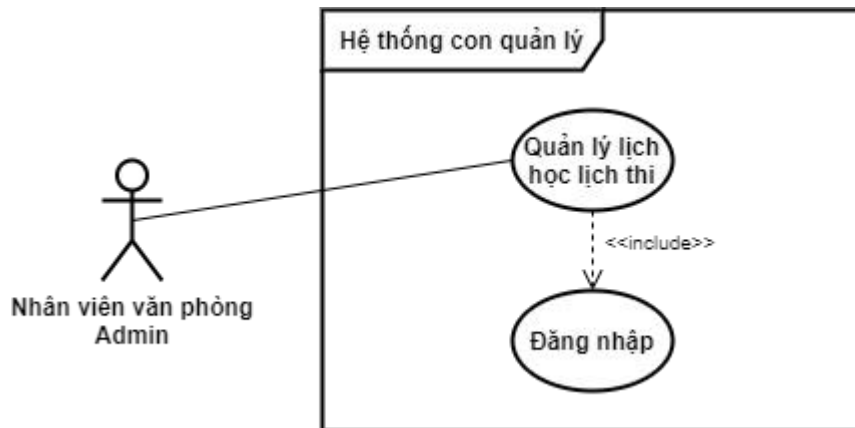 Hệ thống con quản lý
Quản lý lịch
học lịch thi
<<include>>
Nhân viên văn phòng
Admin
Đăng nhập